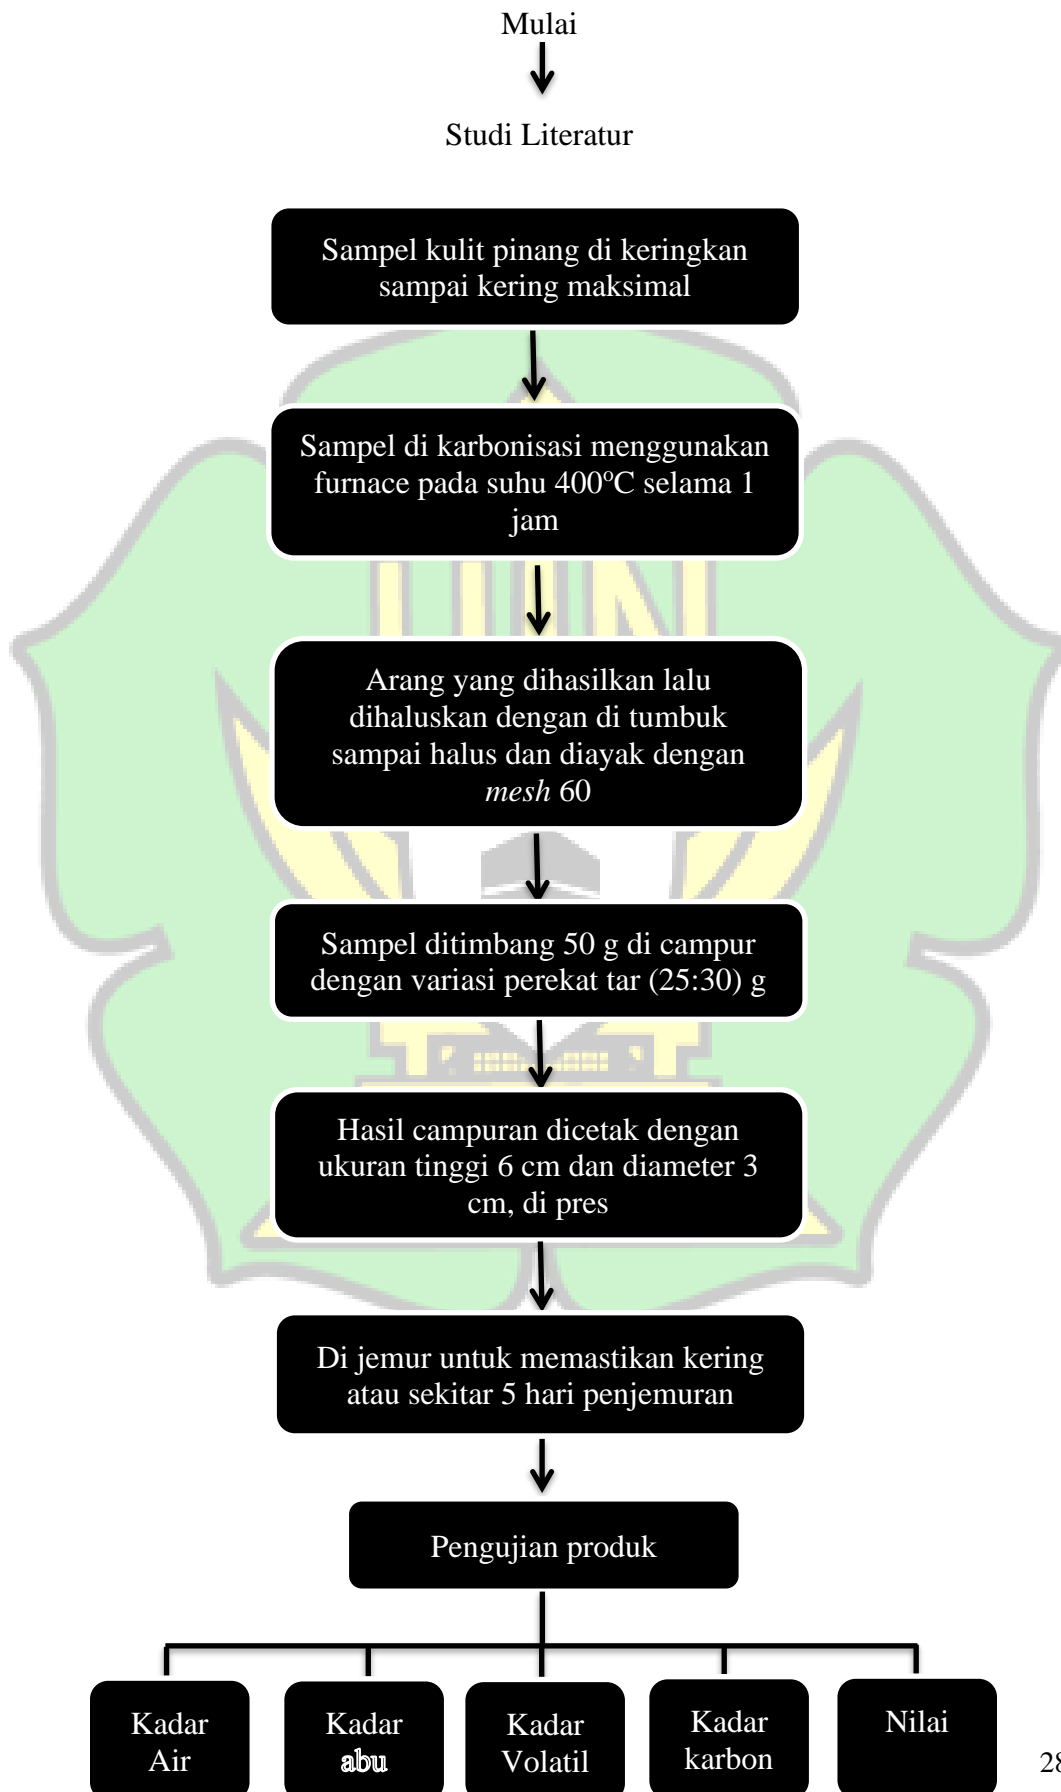 Mulai
Studi Literatur
Sampel kulit pinang di keringkan
sampai kering maksimal
Sampel di karbonisasi menggunakan
furnace pada suhu 400°C selama 1
jam
UIN
Arang yang dihasilkan lalu
dihaluskan dengan di tumbuk
sampai halus dan diayak dengan
mesh 60
Sampel ditimbang 50 g di campur
dengan variasi perekat tar (25:30) g
Hasil campuran dicetak dengan
ukuran tinggi 6 cm dan diameter 3
cm, di pres
Di jemur untuk memastikan kering
atau sekitar 5 hari penjemuran
Pengujian produk
Kadar
Air
Kadar
abu
Kadar
Volatil
Kadar
karbon
Nilai
28